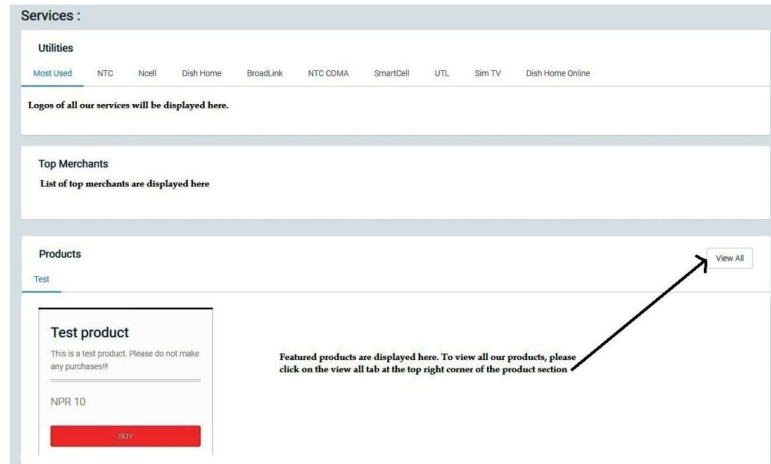 Services :
Utilities
Most Used NTC Ncell Dish Home BroadLink NTC CDMA SmartCell UTL Sim TV Dish Home Online
Logos of all our services will be displayed here.
Top Merchants
List of top merchants are displayed here
Products
View All
Test
Test product
This is a test product. Please do not make
any purchases!!!
NPR 10
BUY
Featured products are displayed here. To view all our products, please
click on the view all tab at the top right corner of the product section